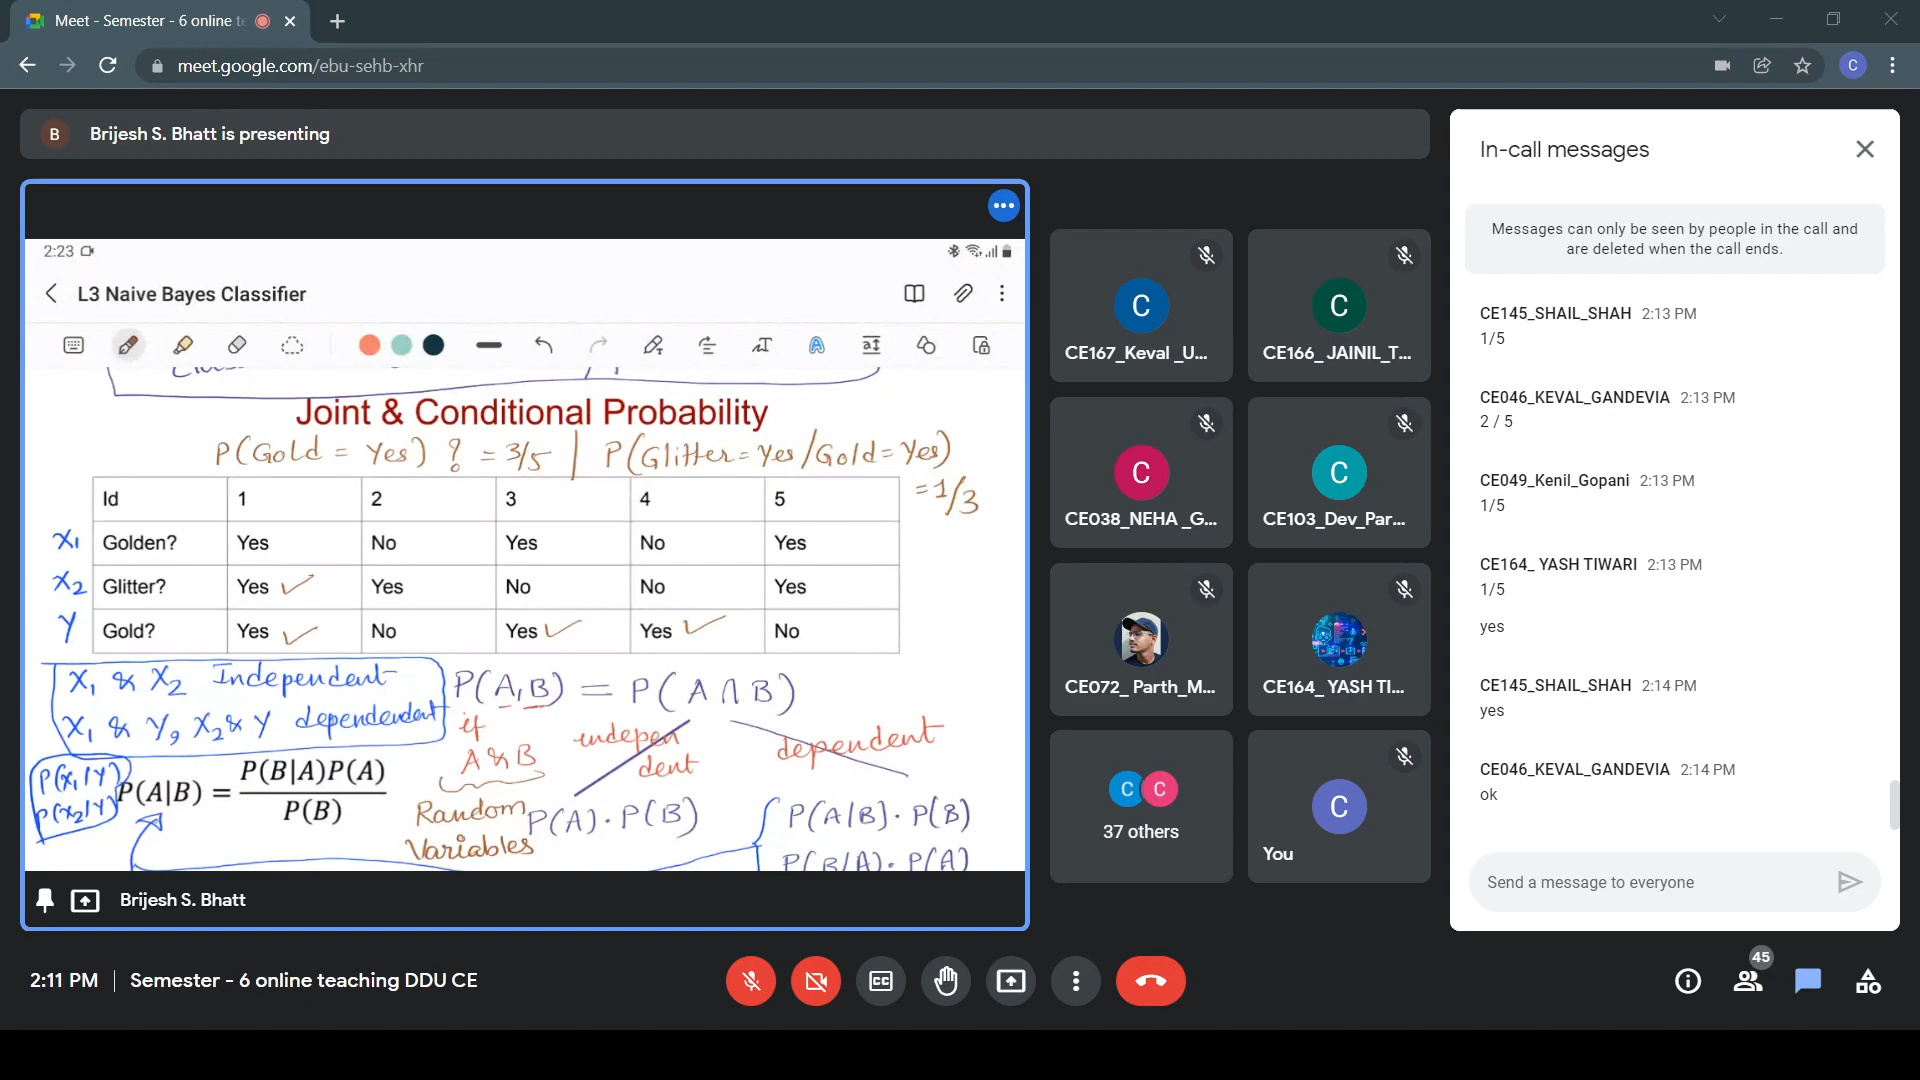 Meet - Semester - 6 online te
meet.google.com/ebu-sehb-xhr
C
B
Brijesh S. Bhatt is presenting
2:23
L3 Naive Bayes Classifier
Joint & Conditional Probability
P(Gold = Yes) ? = 3/5 | P(Glitter = Yes / Gold = Yes)
= 1/3
Id 1 2 3 4 5
X1 Golden? Yes No Yes No Yes
X2 Glitter? Yes ✓ Yes No No Yes
Y Gold? Yes ✓ No Yes ✓ Yes ✓ No
X1 & X2 Independent
X1 & Y, X2 & Y dependendent
P(A,B) = P(A ∩ B)
if
A & B
Random
Variables
indepen
dent
dependent
P(X1/Y)
P(X2/Y)
P(A|B) = P(B|A)P(A) / P(B)
P(A) . P(B)
P(A/B) . P(B)
P(B/A) . P(A)
Brijesh S. Bhatt
C
CE167_Keval _U...
C
CE166_ JAINIL_T...
C
CE038_NEHA _G...
C
CE103_Dev_Par...
CE072_ Parth_M...
CE164_ YASH TI...
C C
37 others
C
You
In-call messages
Messages can only be seen by people in the call and
are deleted when the call ends.
CE145_SHAIL_SHAH 2:13 PM
1/5
CE046_KEVAL_GANDEVIA 2:13 PM
2 / 5
CE049_Kenil_Gopani 2:13 PM
1/5
CE164_ YASH TIWARI 2:13 PM
1/5
yes
CE145_SHAIL_SHAH 2:14 PM
yes
CE046_KEVAL_GANDEVIA 2:14 PM
ok
Send a message to everyone
2:11 PM | Semester - 6 online teaching DDU CE
CC
45